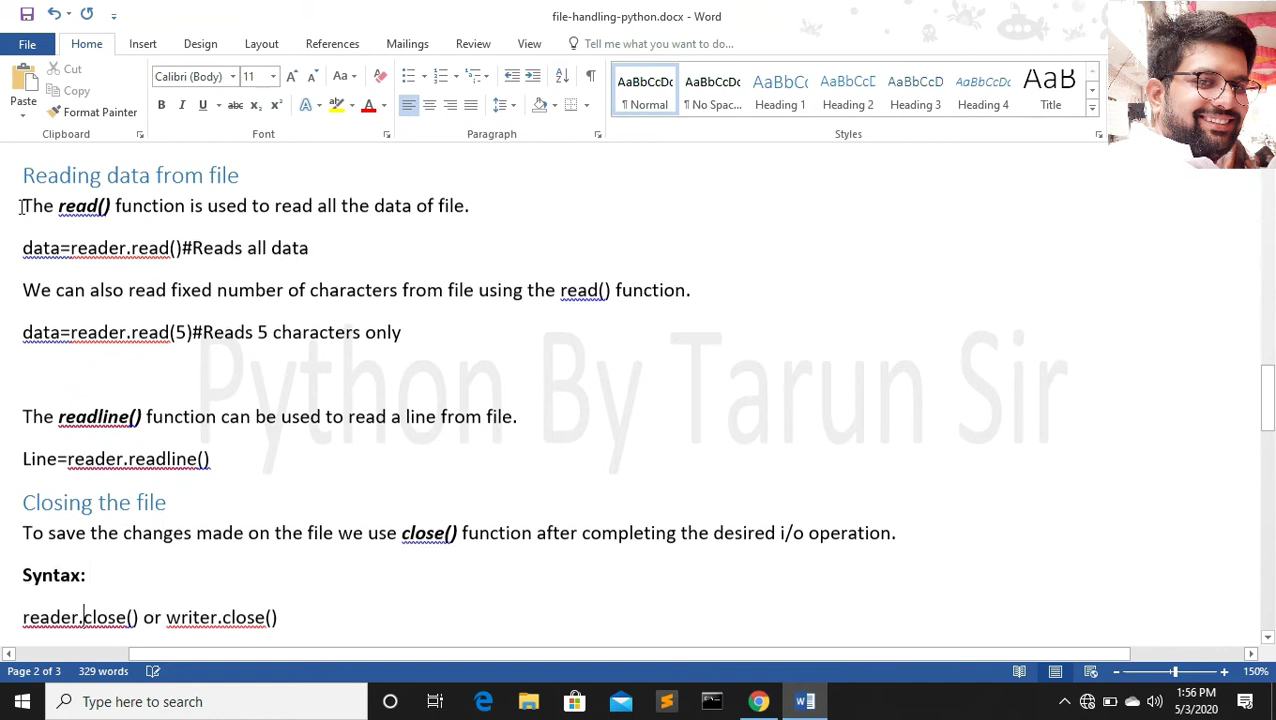 file-handling-python.docx - Word
File Home Insert Design Layout References Mailings Review View Tell me what you want to do...
Paste Cut Copy Format Painter
Calibri (Body) 11
AaBbCcDc AaBbCcDc AaBbCc AaBbCcD AaBbCcDc AaBbCcDc AaB
¶ Normal ¶ No Spac... Heading 1 Heading 2 Heading 3 Heading 4 Title
Clipboard Font Paragraph Styles
Reading data from file
The read() function is used to read all the data of file.
data=reader.read()#Reads all data
We can also read fixed number of characters from file using the read() function.
data=reader.read(5)#Reads 5 characters only
Python By Tarun Sir
The readline() function can be used to read a line from file.
Line=reader.readline()
Closing the file
To save the changes made on the file we use close() function after completing the desired i/o operation.
Syntax:
reader.close() or writer.close()
Page 2 of 3 329 words 150%
Type here to search
1:56 PM
5/3/2020